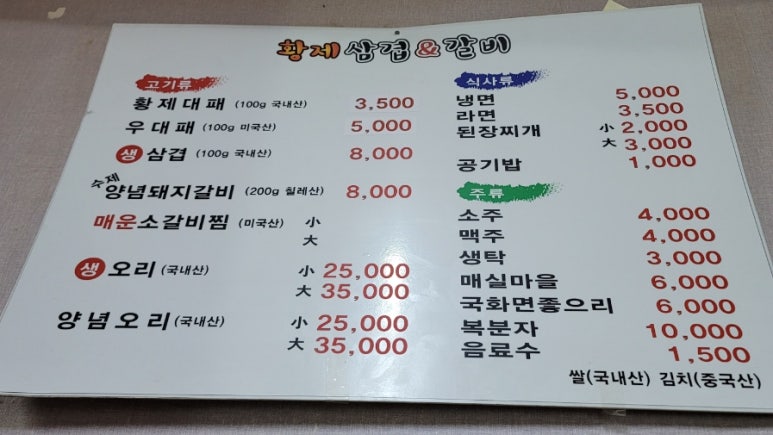 황제 삼겹&갈비
고기류
황제대패 (100g 국내산) 3,500
우대패 (100g 미국산) 5,000
생 삼겹 (100g 국내산) 8,000
수제 양념돼지갈비 (200g 칠레산) 8,000
매운소갈비찜 (미국산) 小
大
생 오리 (국내산) 小 25,000
大 35,000
양념오리 (국내산) 小 25,000
大 35,000
식사류
냉면 5,000
라면 3,500
된장찌개 小 2,000
大 3,000
공기밥 1,000
주류
소주 4,000
맥주 4,000
생탁 3,000
매실마을 6,000
국화면좋으리 6,000
복분자 10,000
음료수 1,500
쌀(국내산) 김치(중국산)